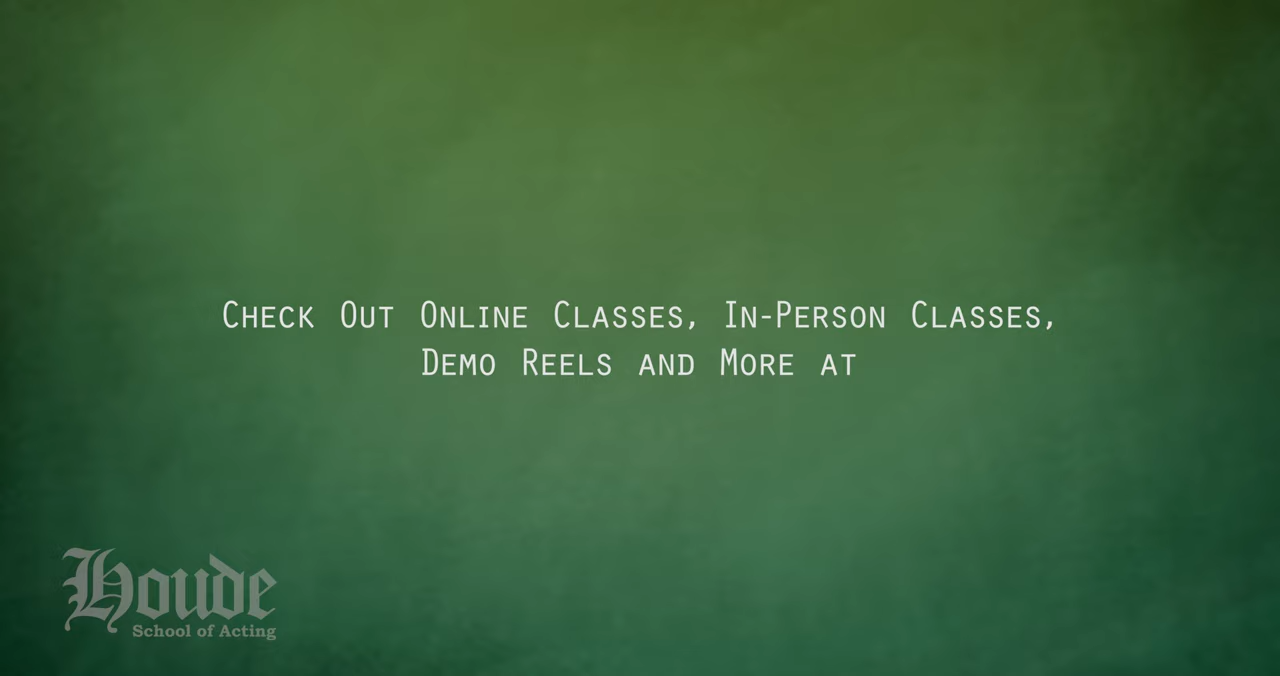 Check Out Online Classes, In-Person Classes,
Demo Reels and More at
Houde
School of Acting